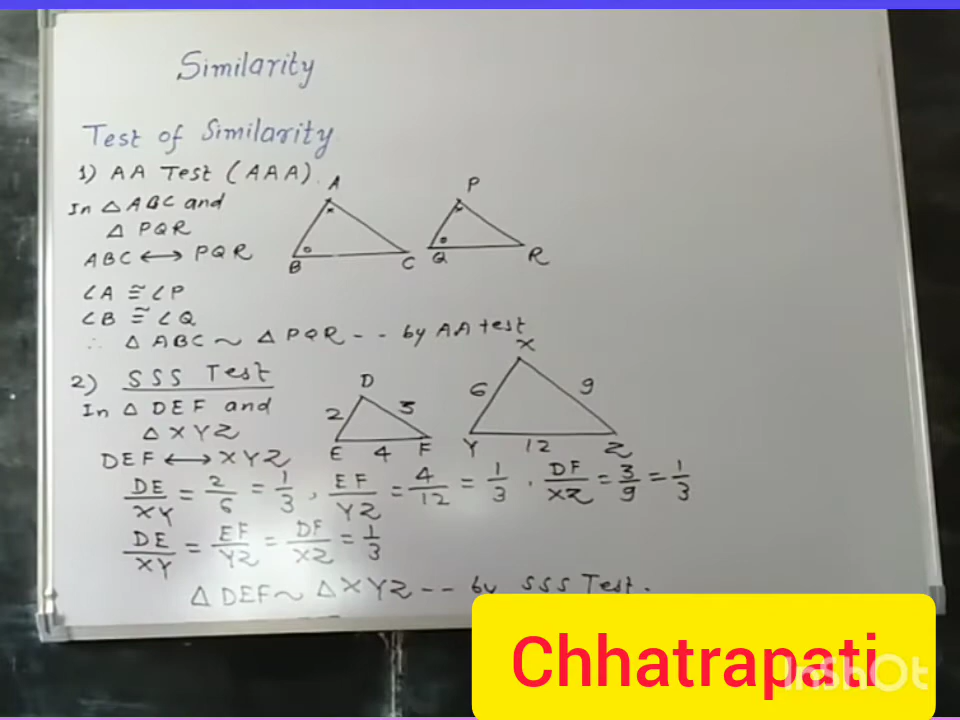 Similarity
Test of Similarity
1) AA Test (AAA).
In △ ABC and
△ PQR
ABC ↔ PQR
A
B
C
P
Q
R
∠A ≅ ∠P
∠B ≅ ∠Q
∴ △ ABC ~ △ PQR -- by AA test
2) SSS Test
In △ DEF and
△ XYZ
DEF ↔ XYZ
D
2
3
E 4 F
X
6
9
Y 12 Z
DE/XY = 2/6 = 1/3 , EF/YZ = 4/12 = 1/3 , DF/XZ = 3/9 = 1/3
DE/XY = EF/YZ = DF/XZ = 1/3
△ DEF ~ △ XYZ -- by SSS Test.
Chhatrapati
InShOt